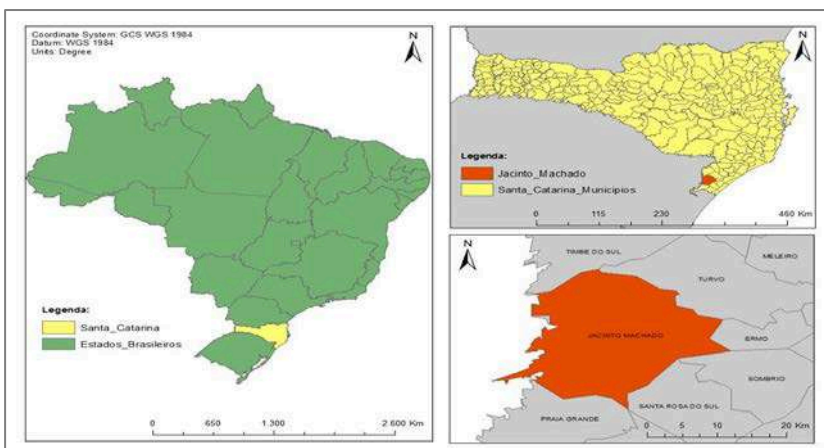 Coordinate System: GCS WGS 1984
Datum: WGS 1984
Units: Degree
N
Legenda:
Santa_Catarina
Estados_Brasileiros
0 650 1.300 2.600 Km
N
Legenda:
Jacinto_Machado
Santa_Catarina_Municipios
0 115 230 460 Km
N
TIMBE DO SUL
MELEIRO
TURVO
JACINTO MACHADO
ERMO
SOMBRIO
SANTA ROSA DO SUL
PRAIA GRANDE
0 5 10 20 Km